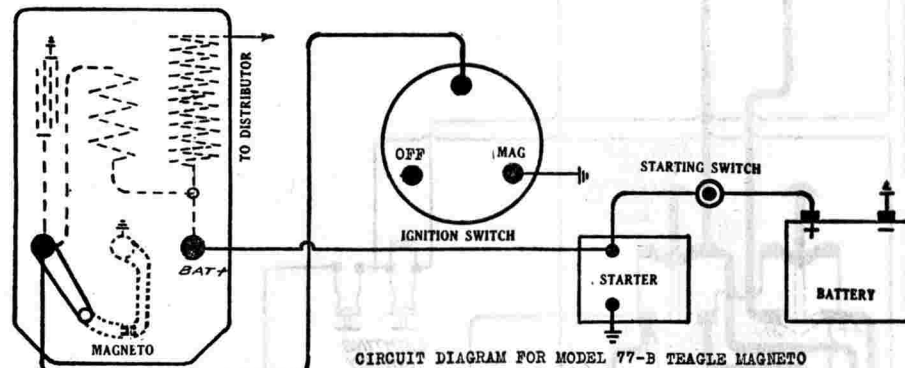 TO DISTRIBUTOR
OFF
MAG
IGNITION SWITCH
STARTING SWITCH
BAT+
STARTER
+
−
BATTERY
MAGNETO
CIRCUIT DIAGRAM FOR MODEL 77-B TEAGLE MAGNETO